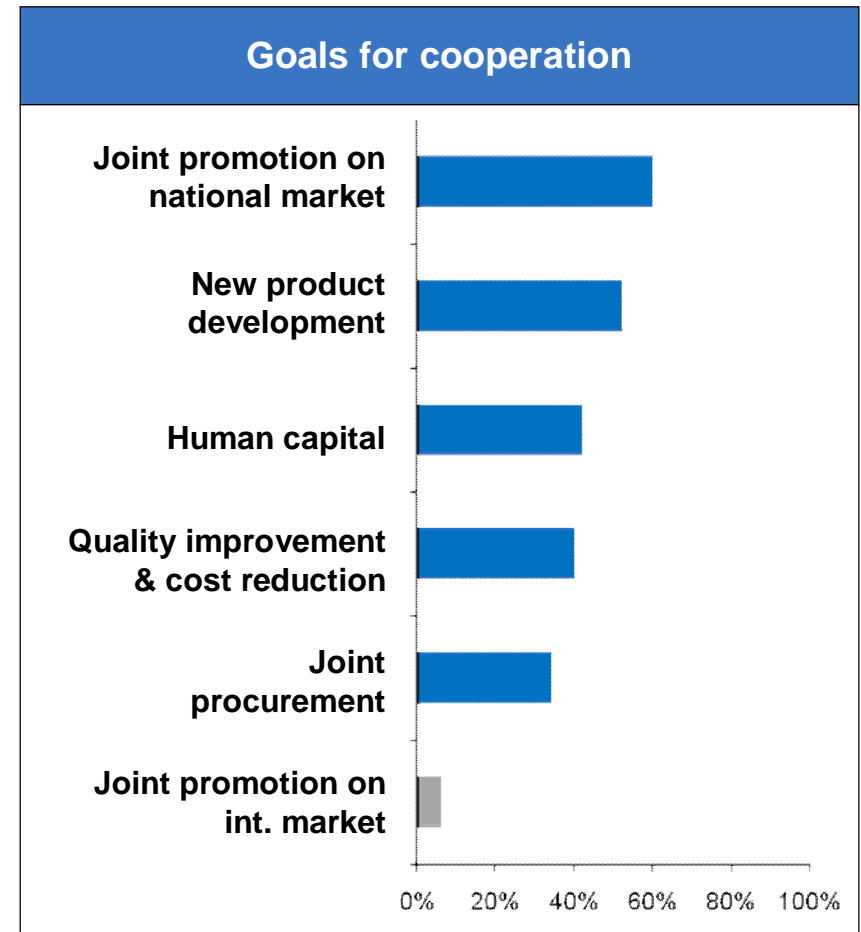 Goals for cooperation
Joint promotion on
national market
New product
development
Human capital
Quality improvement
& cost reduction
Joint
procurement
Joint promotion on
int. market
0% 20% 40% 60% 80% 100%